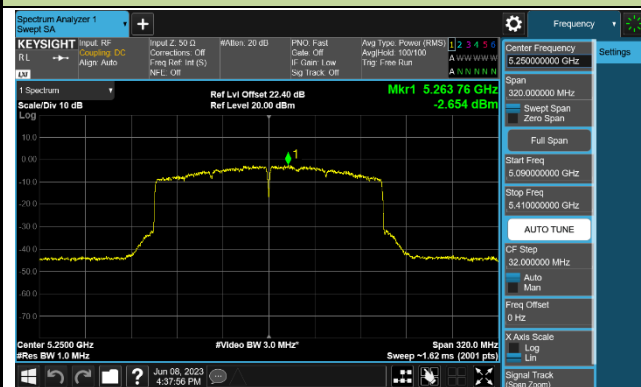 Spectrum Analyzer 1
Swept SA
Frequency
KEYSIGHT
RL
LXI
Input: RF
Coupling: DC
Align: Auto
Input Z: 50 Ω
Corrections: Off
Freq Ref: Int (S)
NFE: Off
#Atten: 20 dB
PNO: Fast
Gate: Off
IF Gain: Low
Sig Track: Off
Avg Type: Power (RMS)
Avg|Hold: 100/100
Trig: Free Run
1 2 3 4 5 6
A W W W W W
A N N N N N
1 Spectrum
Scale/Div 10 dB
Log
Ref Lvl Offset 22.40 dB
Ref Level 20.00 dBm
Mkr1 5.263 76 GHz
-2.654 dBm
10.0
0.00
-10.0
-20.0
-30.0
-40.0
-50.0
-60.0
-70.0
1
Center 5.2500 GHz
#Res BW 1.0 MHz
#Video BW 3.0 MHz*
Span 320.0 MHz
Sweep ~1.62 ms (2001 pts)
Center Frequency
5.250000000 GHz
Span
320.000000 MHz
Swept Span
Zero Span
Full Span
Start Freq
5.090000000 GHz
Stop Freq
5.410000000 GHz
AUTO TUNE
CF Step
32.000000 MHz
Auto
Man
Freq Offset
0 Hz
X Axis Scale
Log
Lin
Signal Track
(Span Zoom)
Settings
Jun 08, 2023
4:37:56 PM